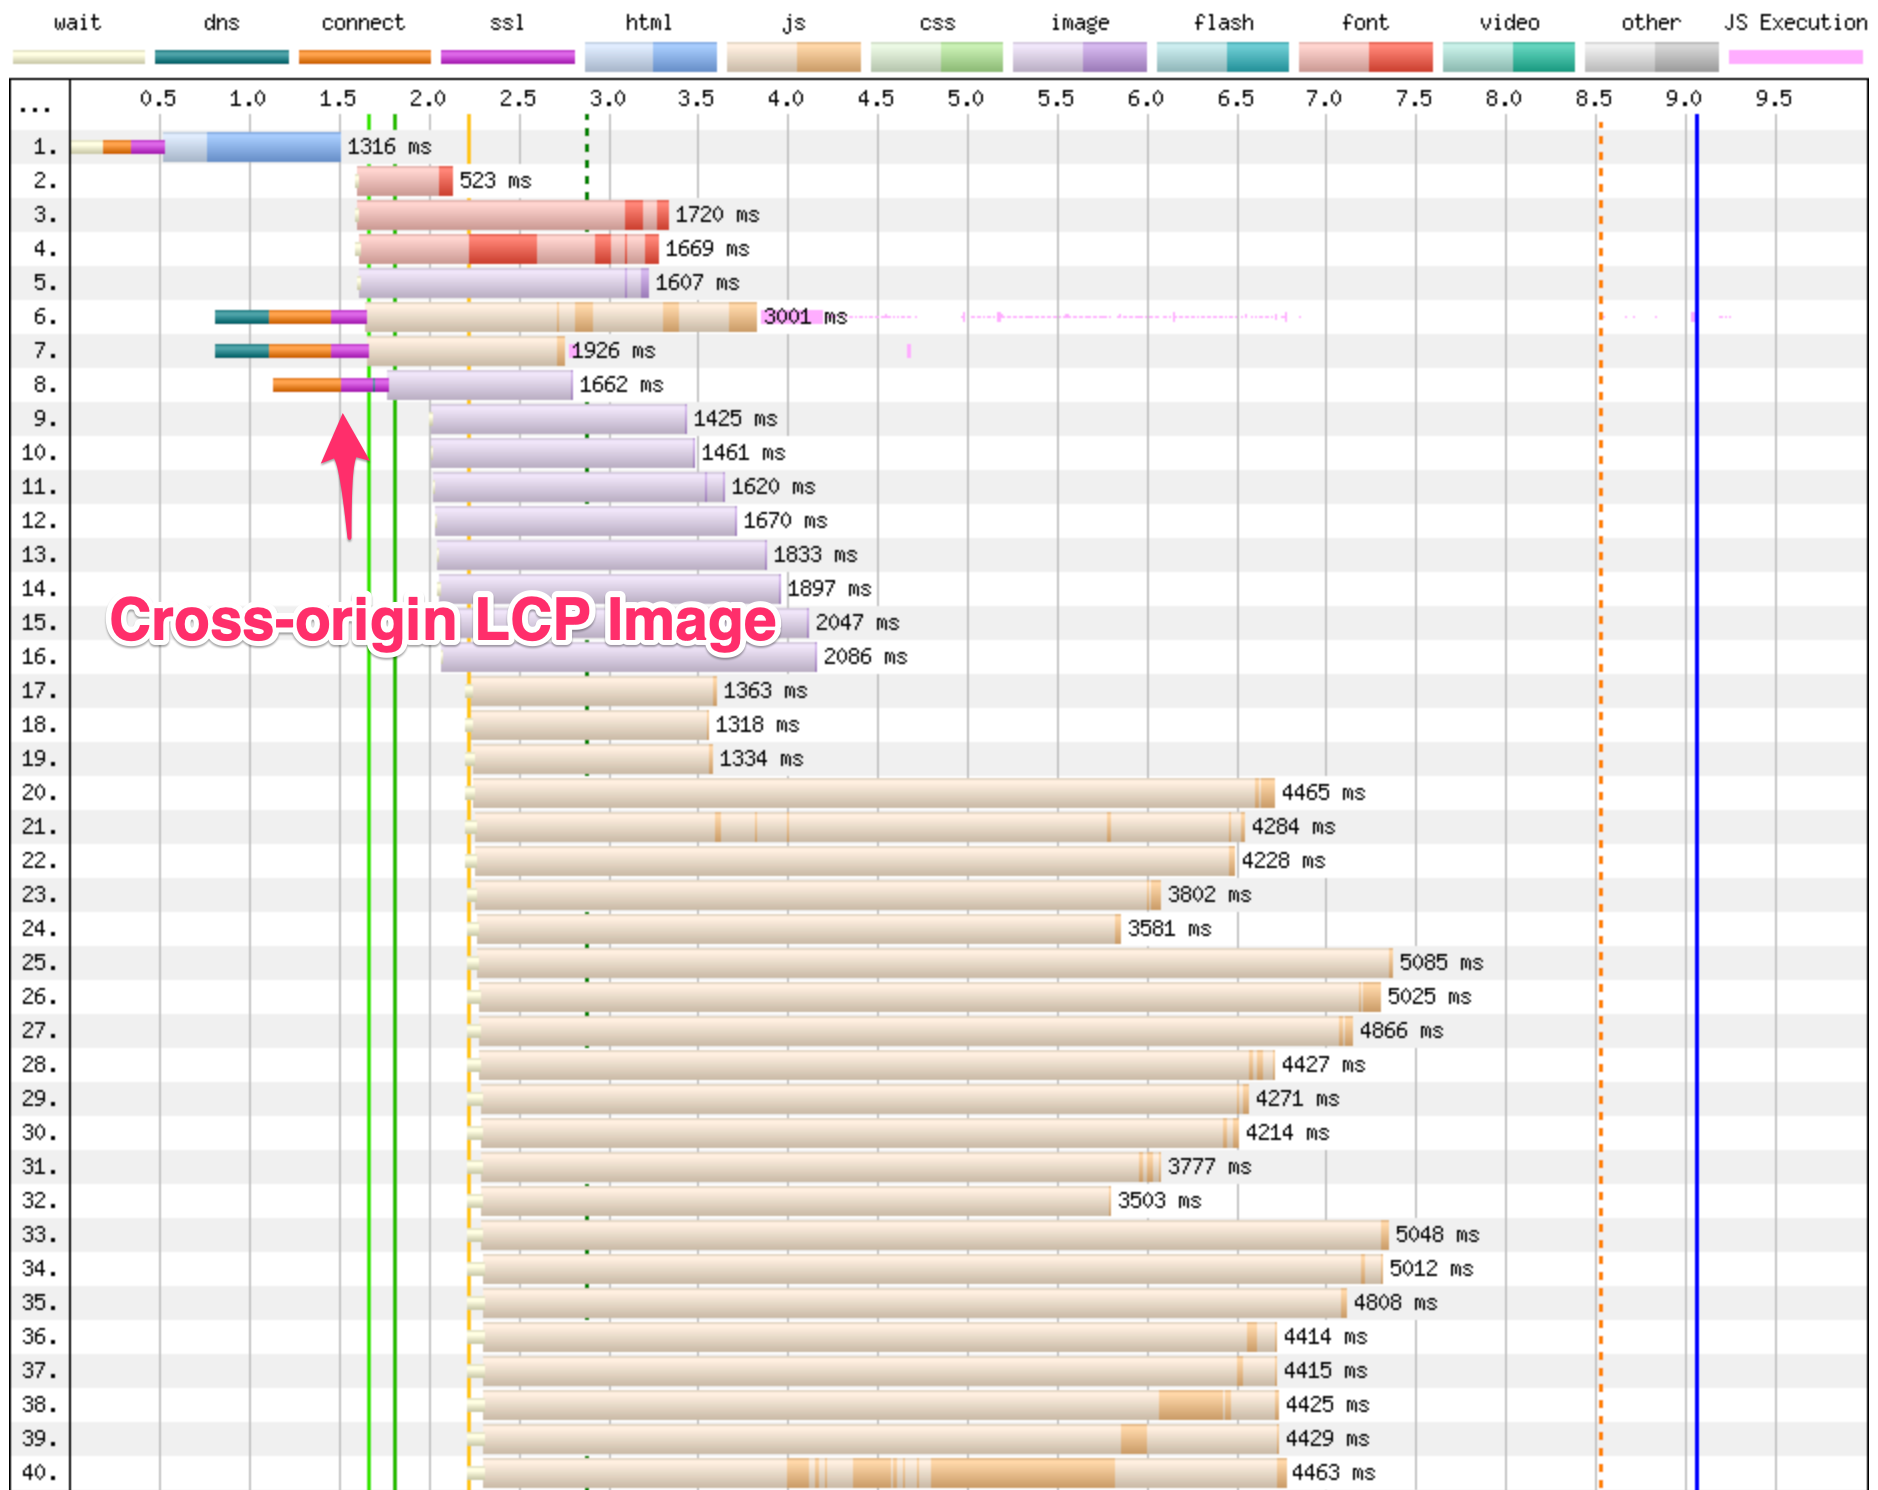 wait dns connect ssl html js css image flash font video other JS Execution
... 0.5 1.0 1.5 2.0 2.5 3.0 3.5 4.0 4.5 5.0 5.5 6.0 6.5 7.0 7.5 8.0 8.5 9.0 9.5
1. 1316 ms
2. 523 ms
3. 1720 ms
4. 1669 ms
5. 1607 ms
6. 3001 ms
7. 1926 ms
8. 1662 ms
9. 1425 ms
10. 1461 ms
11. 1620 ms
12. 1670 ms
13. 1833 ms
14. 1897 ms
Cross-origin LCP Image
15. 2047 ms
16. 2086 ms
17. 1363 ms
18. 1318 ms
19. 1334 ms
20. 4465 ms
21. 4284 ms
22. 4228 ms
23. 3802 ms
24. 3581 ms
25. 5085 ms
26. 5025 ms
27. 4866 ms
28. 4427 ms
29. 4271 ms
30. 4214 ms
31. 3777 ms
32. 3503 ms
33. 5048 ms
34. 5012 ms
35. 4808 ms
36. 4414 ms
37. 4415 ms
38. 4425 ms
39. 4429 ms
40. 4463 ms